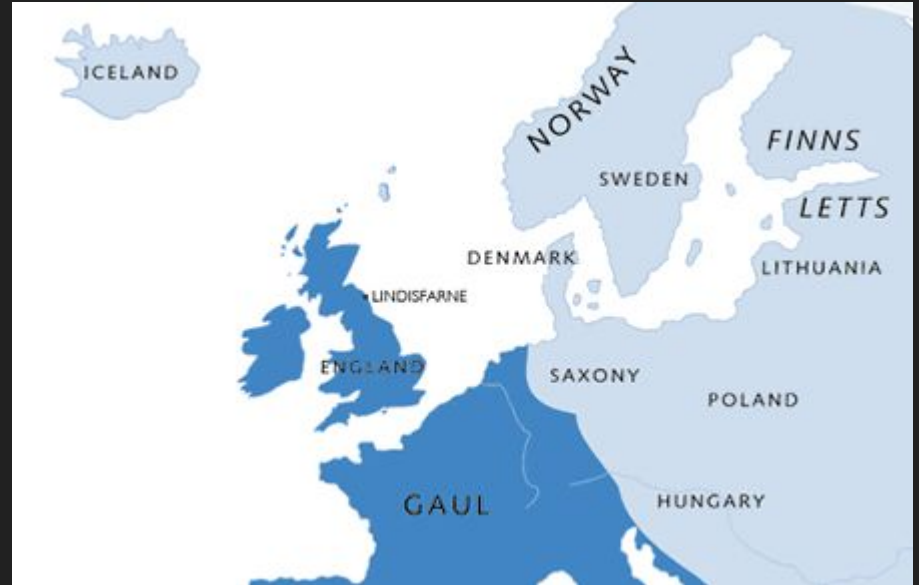 ICELAND
NORWAY
FINNS
SWEDEN
LETTS
DENMARK
LITHUANIA
LINDISFARNE
ENGLAND
SAXONY
POLAND
GAUL
HUNGARY